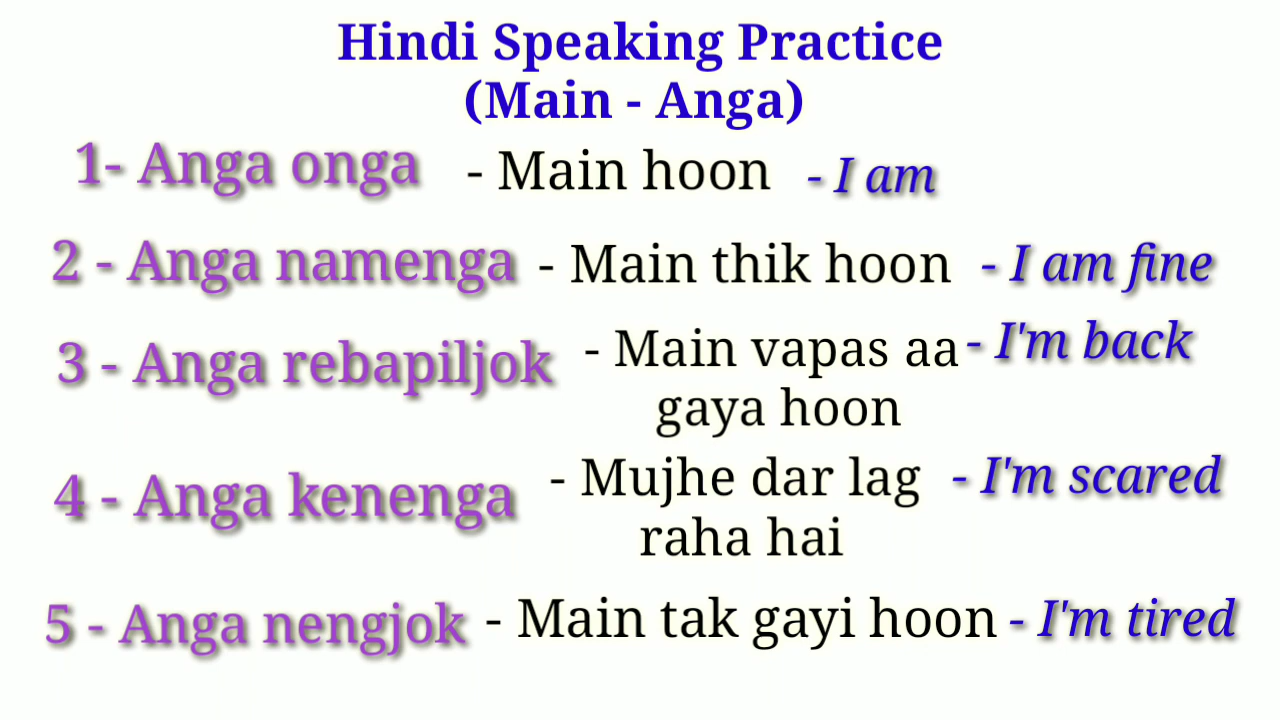 Hindi Speaking Practice
(Main - Anga)
1- Anga onga - Main hoon - I am
2 - Anga namenga - Main thik hoon - I am fine
3 - Anga rebapiljok - Main vapas aa - I'm back
gaya hoon
4 - Anga kenenga - Mujhe dar lag - I'm scared
raha hai
5 - Anga nengjok - Main tak gayi hoon - I'm tired